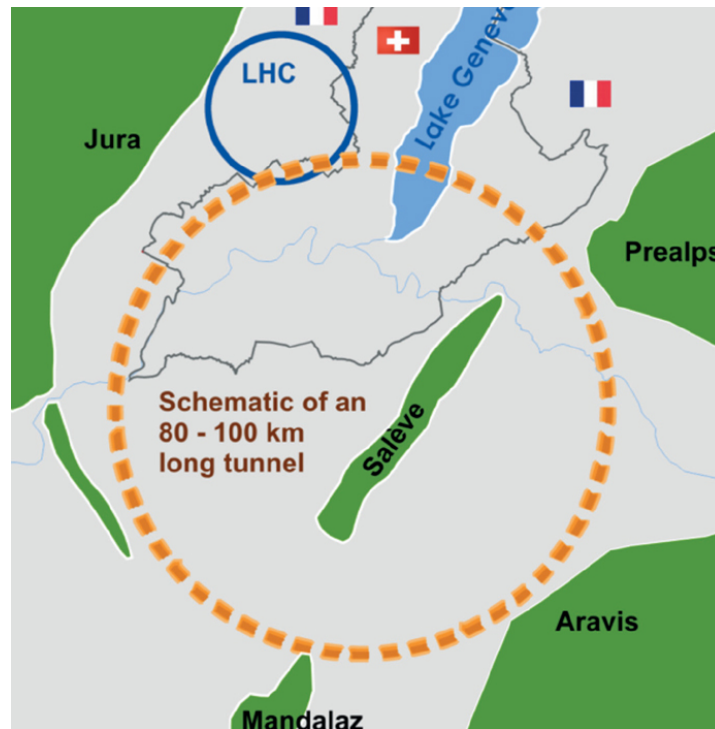 LHC
Lake Genev
Jura
Prealps
Schematic of an
80 - 100 km
long tunnel
Salève
Aravis
Mandalaz